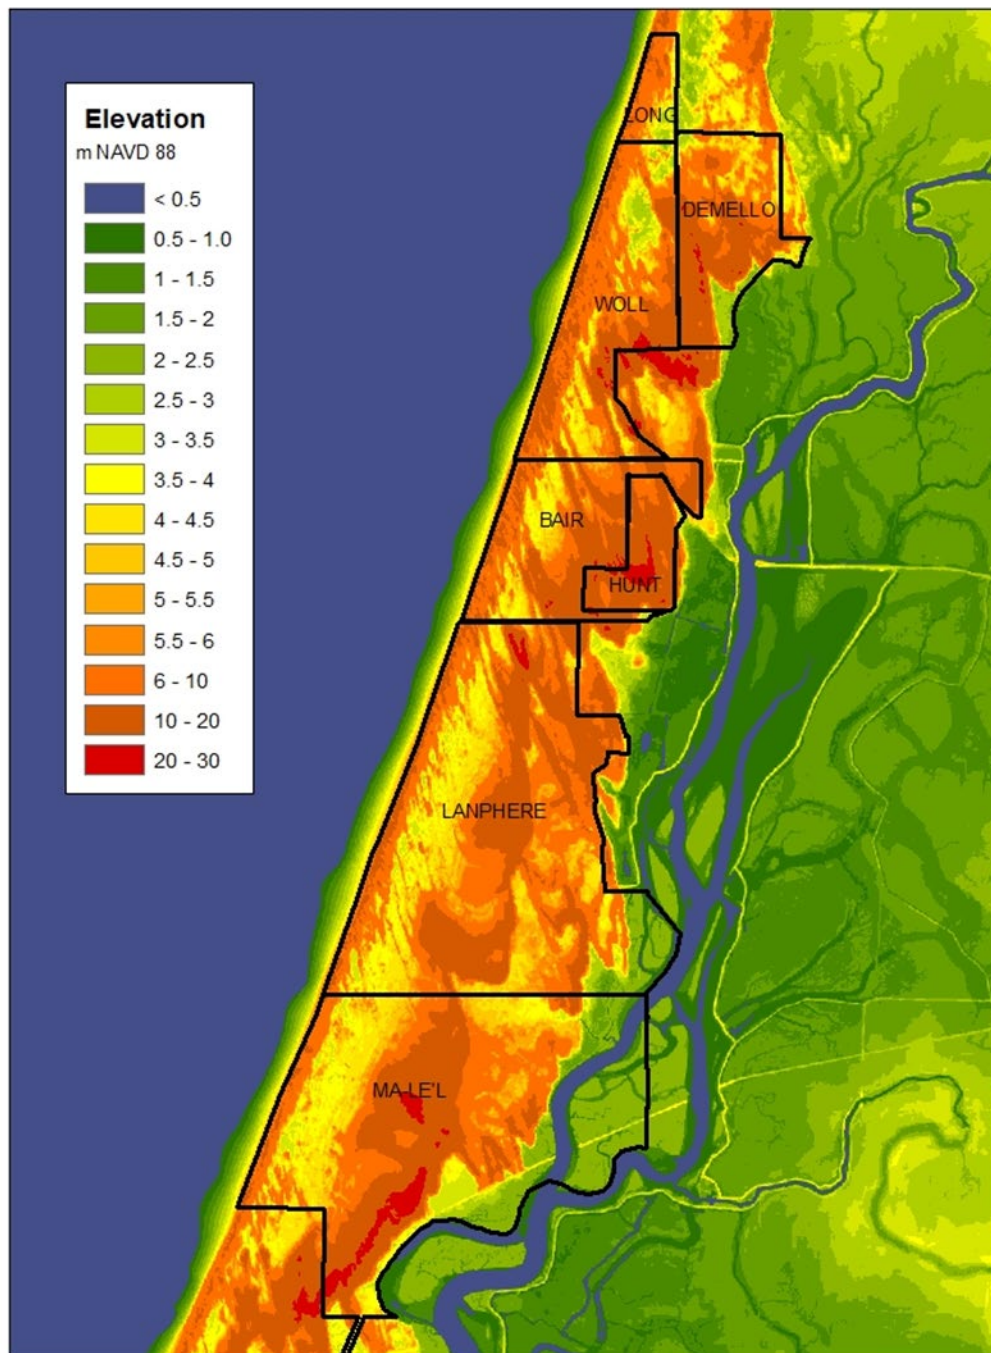 Elevation
m NAVD 88
< 0.5
0.5 - 1.0
1 - 1.5
1.5 - 2
2 - 2.5
2.5 - 3
3 - 3.5
3.5 - 4
4 - 4.5
4.5 - 5
5 - 5.5
5.5 - 6
6 - 10
10 - 20
20 - 30
LONG
DEMELLO
WOLL
BAIR
HUNT
LANPHERE
MA-LE'L